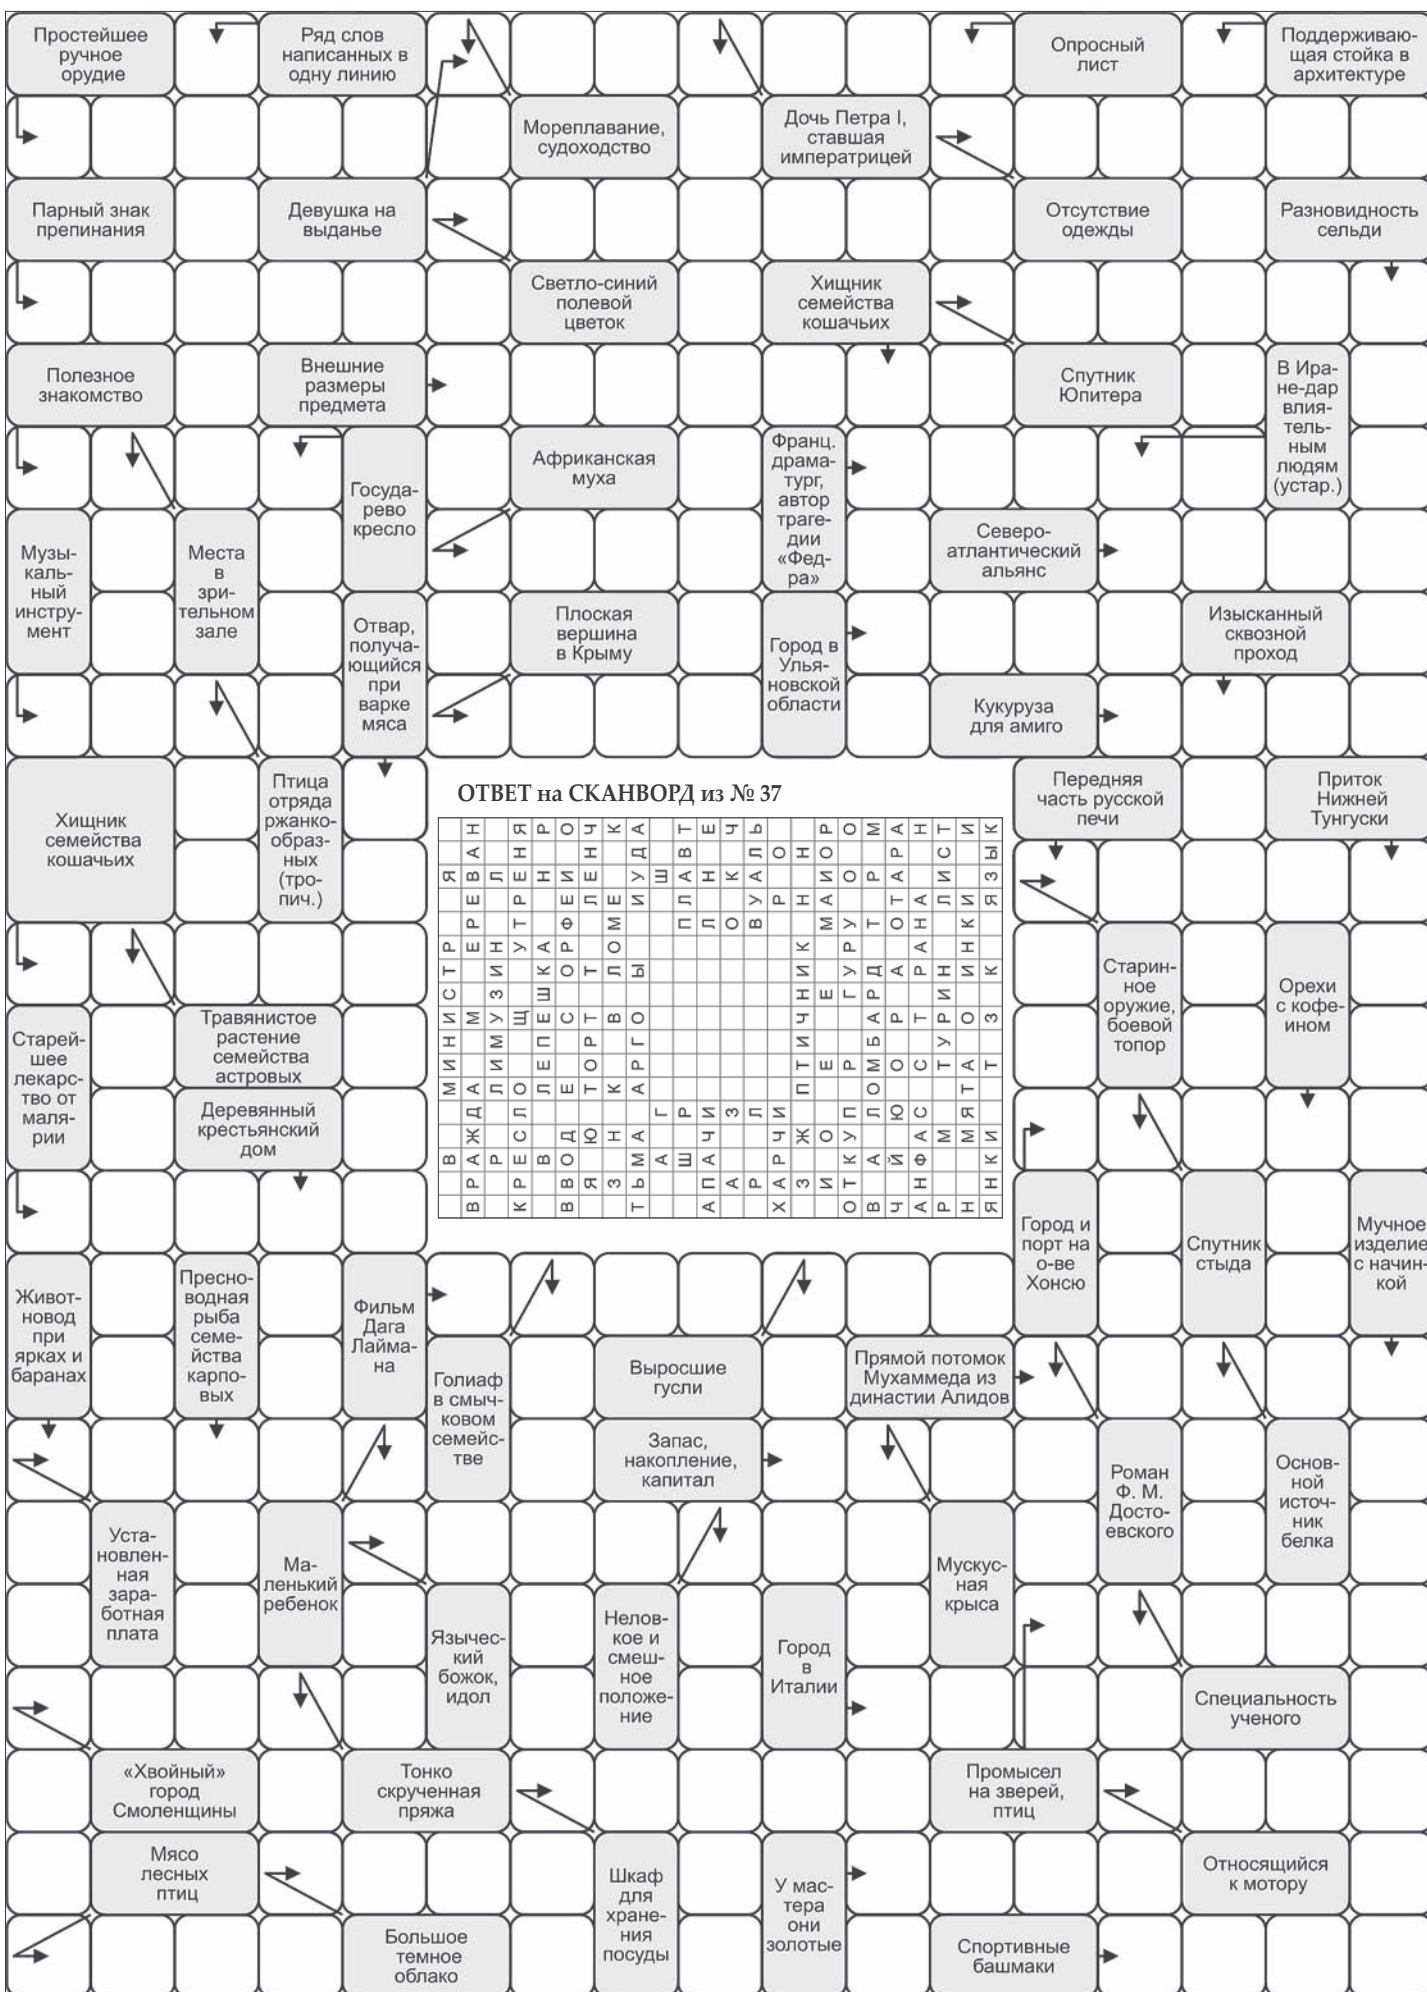 Простейшее
ручное
орудие
Ряд слов
написанных в
одну линию
Опросный
лист
Поддерживаю-
щая стойка в
архитектуре
Мореплавание,
судоходство
Дочь Петра I,
ставшая
императрицей
Парный знак
препинания
Девушка на
выданье
Отсутствие
одежды
Разновидность
сельди
Светло-синий
полевой
цветок
Хищник
семейства
кошачьих
Полезное
знакомство
Внешние
размеры
предмета
Спутник
Юпитера
В Ира-
не-дар
влия-
тель-
ным
людям
(устар.)
Госуда-
рево
кресло
Африканская
муха
Франц.
драма-
тург,
автор
траге-
дии
«Фед-
ра»
Музы-
каль-
ный
инстру-
мент
Места
в
зри-
тельном
зале
Северо-
атлантический
альянс
Отвар,
получа-
ющийся
при
варке
мяса
Плоская
вершина
в Крыму
Город в
Улья-
новской
области
Изысканный
сквозной
проход
Кукуруза
для амиго
Хищник
семейства
кошачьих
Птица
отряда
ржанко-
образ-
ных
(тро-
пич.)
ОТВЕТ на СКАНВОРД из № 37
Передняя
часть русской
печи
Приток
Нижней
Тунгуски
Старин-
ное
оружие,
боевой
топор
Орехи
с кофе-
ином
Старей-
шее
лекарс-
тво от
маля-
рии
Травянистое
растение
семейства
астровых
Деревянный
крестьянский
дом
Город и
порт на
о-ве
Хонсю
Спутник
стыда
Мучное
изделие
с начин-
кой
Живот-
новод
при
ярках и
баранах
Пресно-
водная
рыба
семе-
йства
карпо-
вых
Фильм
Дага
Лайма-
на
Голиаф
в смыч-
ковом
семейс-
тве
Выросшие
гусли
Прямой потомок
Мухаммеда из
династии Алидов
Запас,
накопление,
капитал
Роман
Ф. М.
Досто-
евского
Основ-
ной
источ-
ник
белка
Уста-
новлен-
ная
зара-
ботная
плата
Ма-
ленький
ребенок
Мускус-
ная
крыса
Язычес-
кий
божок,
идол
Нелов-
кое и
смеш-
ное
положе-
ние
Город
в
Италии
Специальность
ученого
«Хвойный»
город
Смоленщины
Тонко
скрученная
пряжа
Промысел
на зверей,
птиц
Мясо
лесных
птиц
Шкаф
для
хране-
ния
посуды
У мас-
тера
они
золотые
Относящийся
к мотору
Большое
темное
облако
Спортивные
башмаки